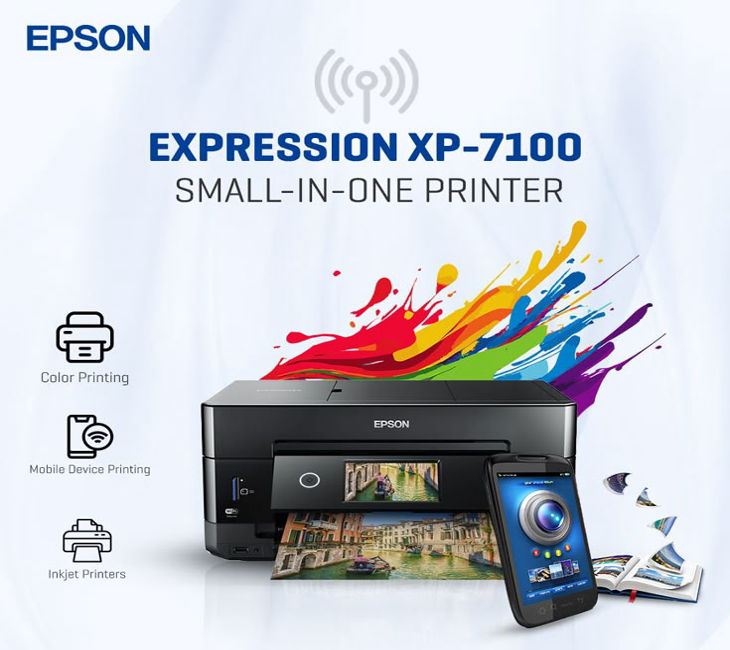 EPSON
EXPRESSION XP-7100
SMALL-IN-ONE PRINTER
Color Printing
EPSON
Mobile Device Printing
Inkjet Printers